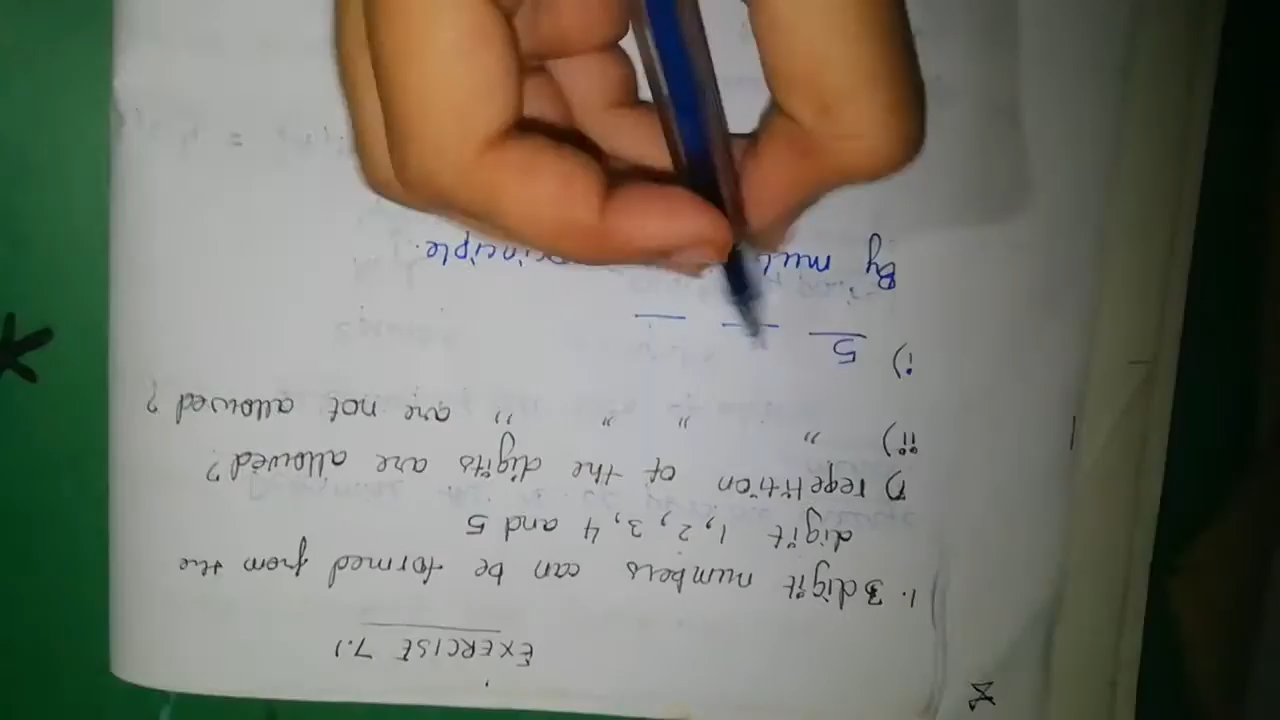 EXERCISE 7.1
1. 3 digit numbers can be formed from the
digit 1, 2, 3, 4 and 5
i) repetition of the digits are allowed?
ii) " " " " are not allowed?
i) 5 _ _
By principle.